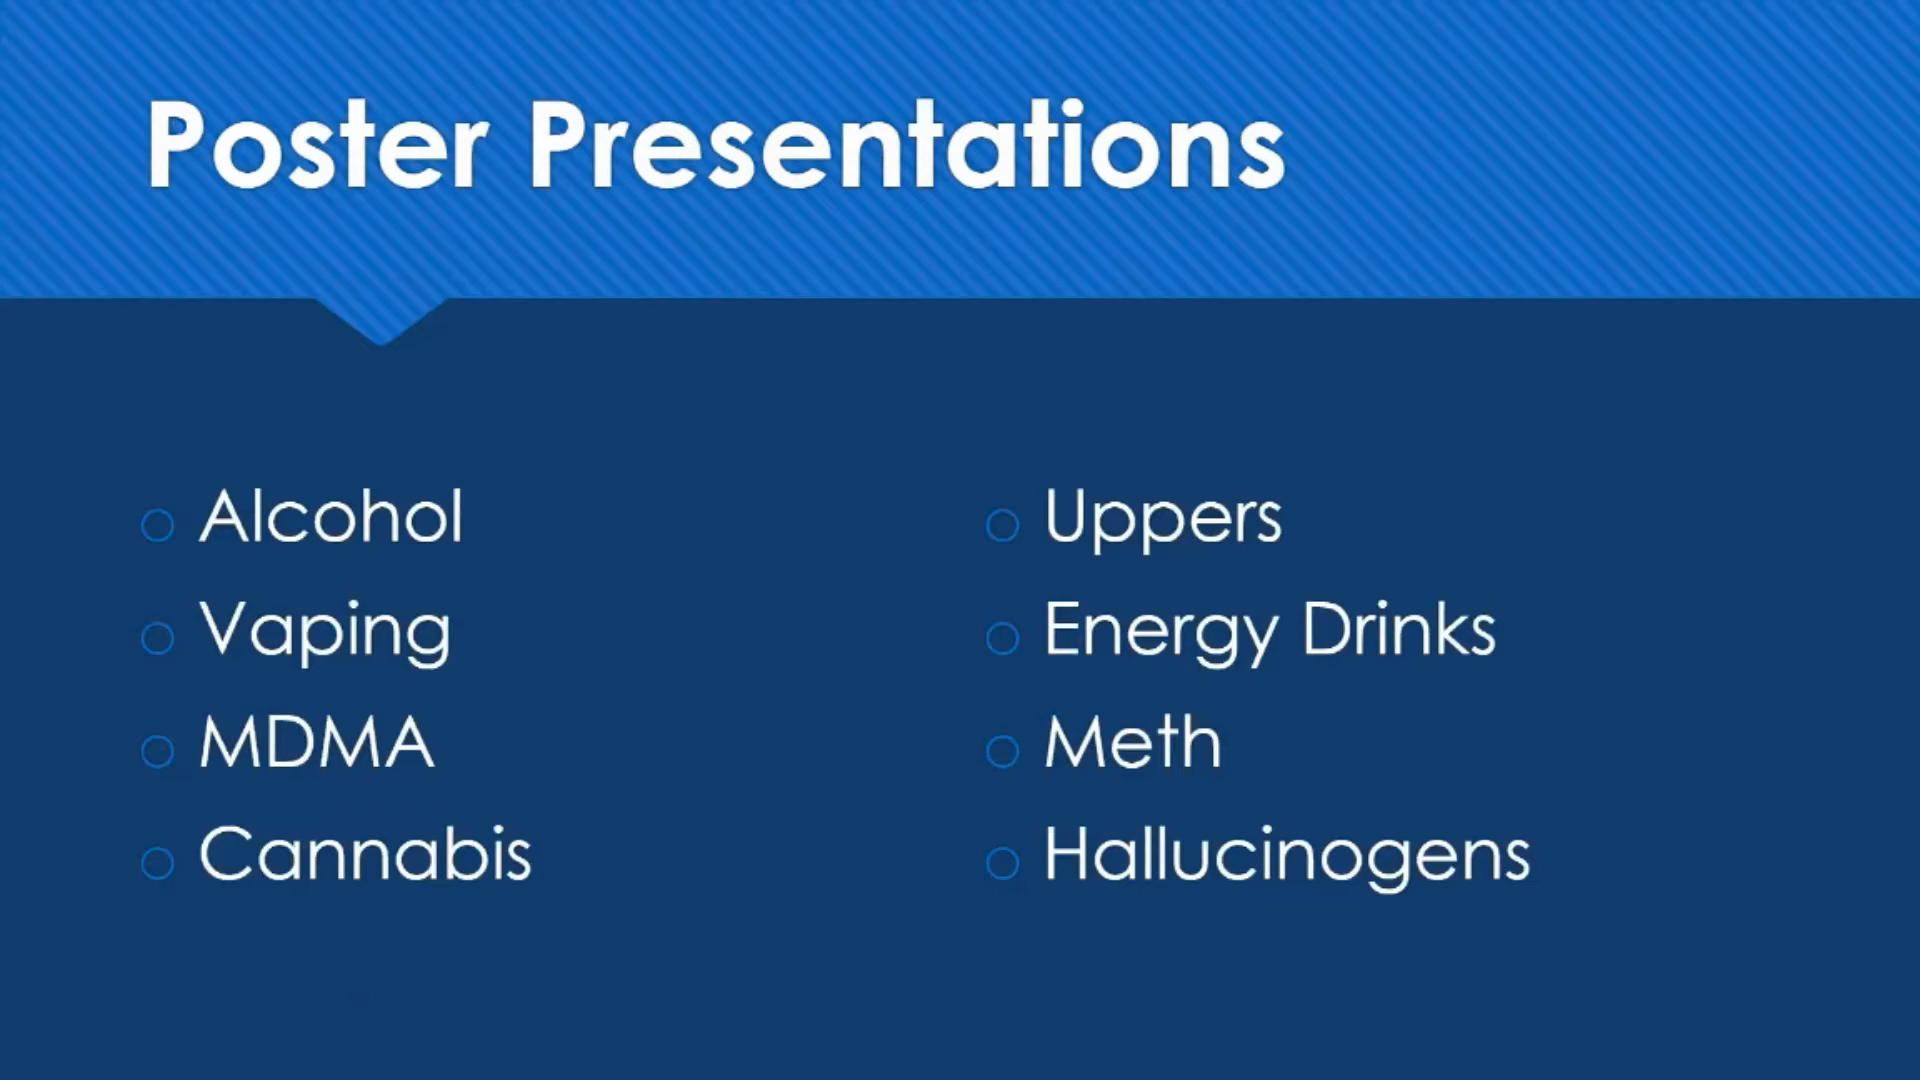 Poster Presentations
Alcohol
Vaping
MDMA
Cannabis
Uppers
Energy Drinks
Meth
Hallucinogens